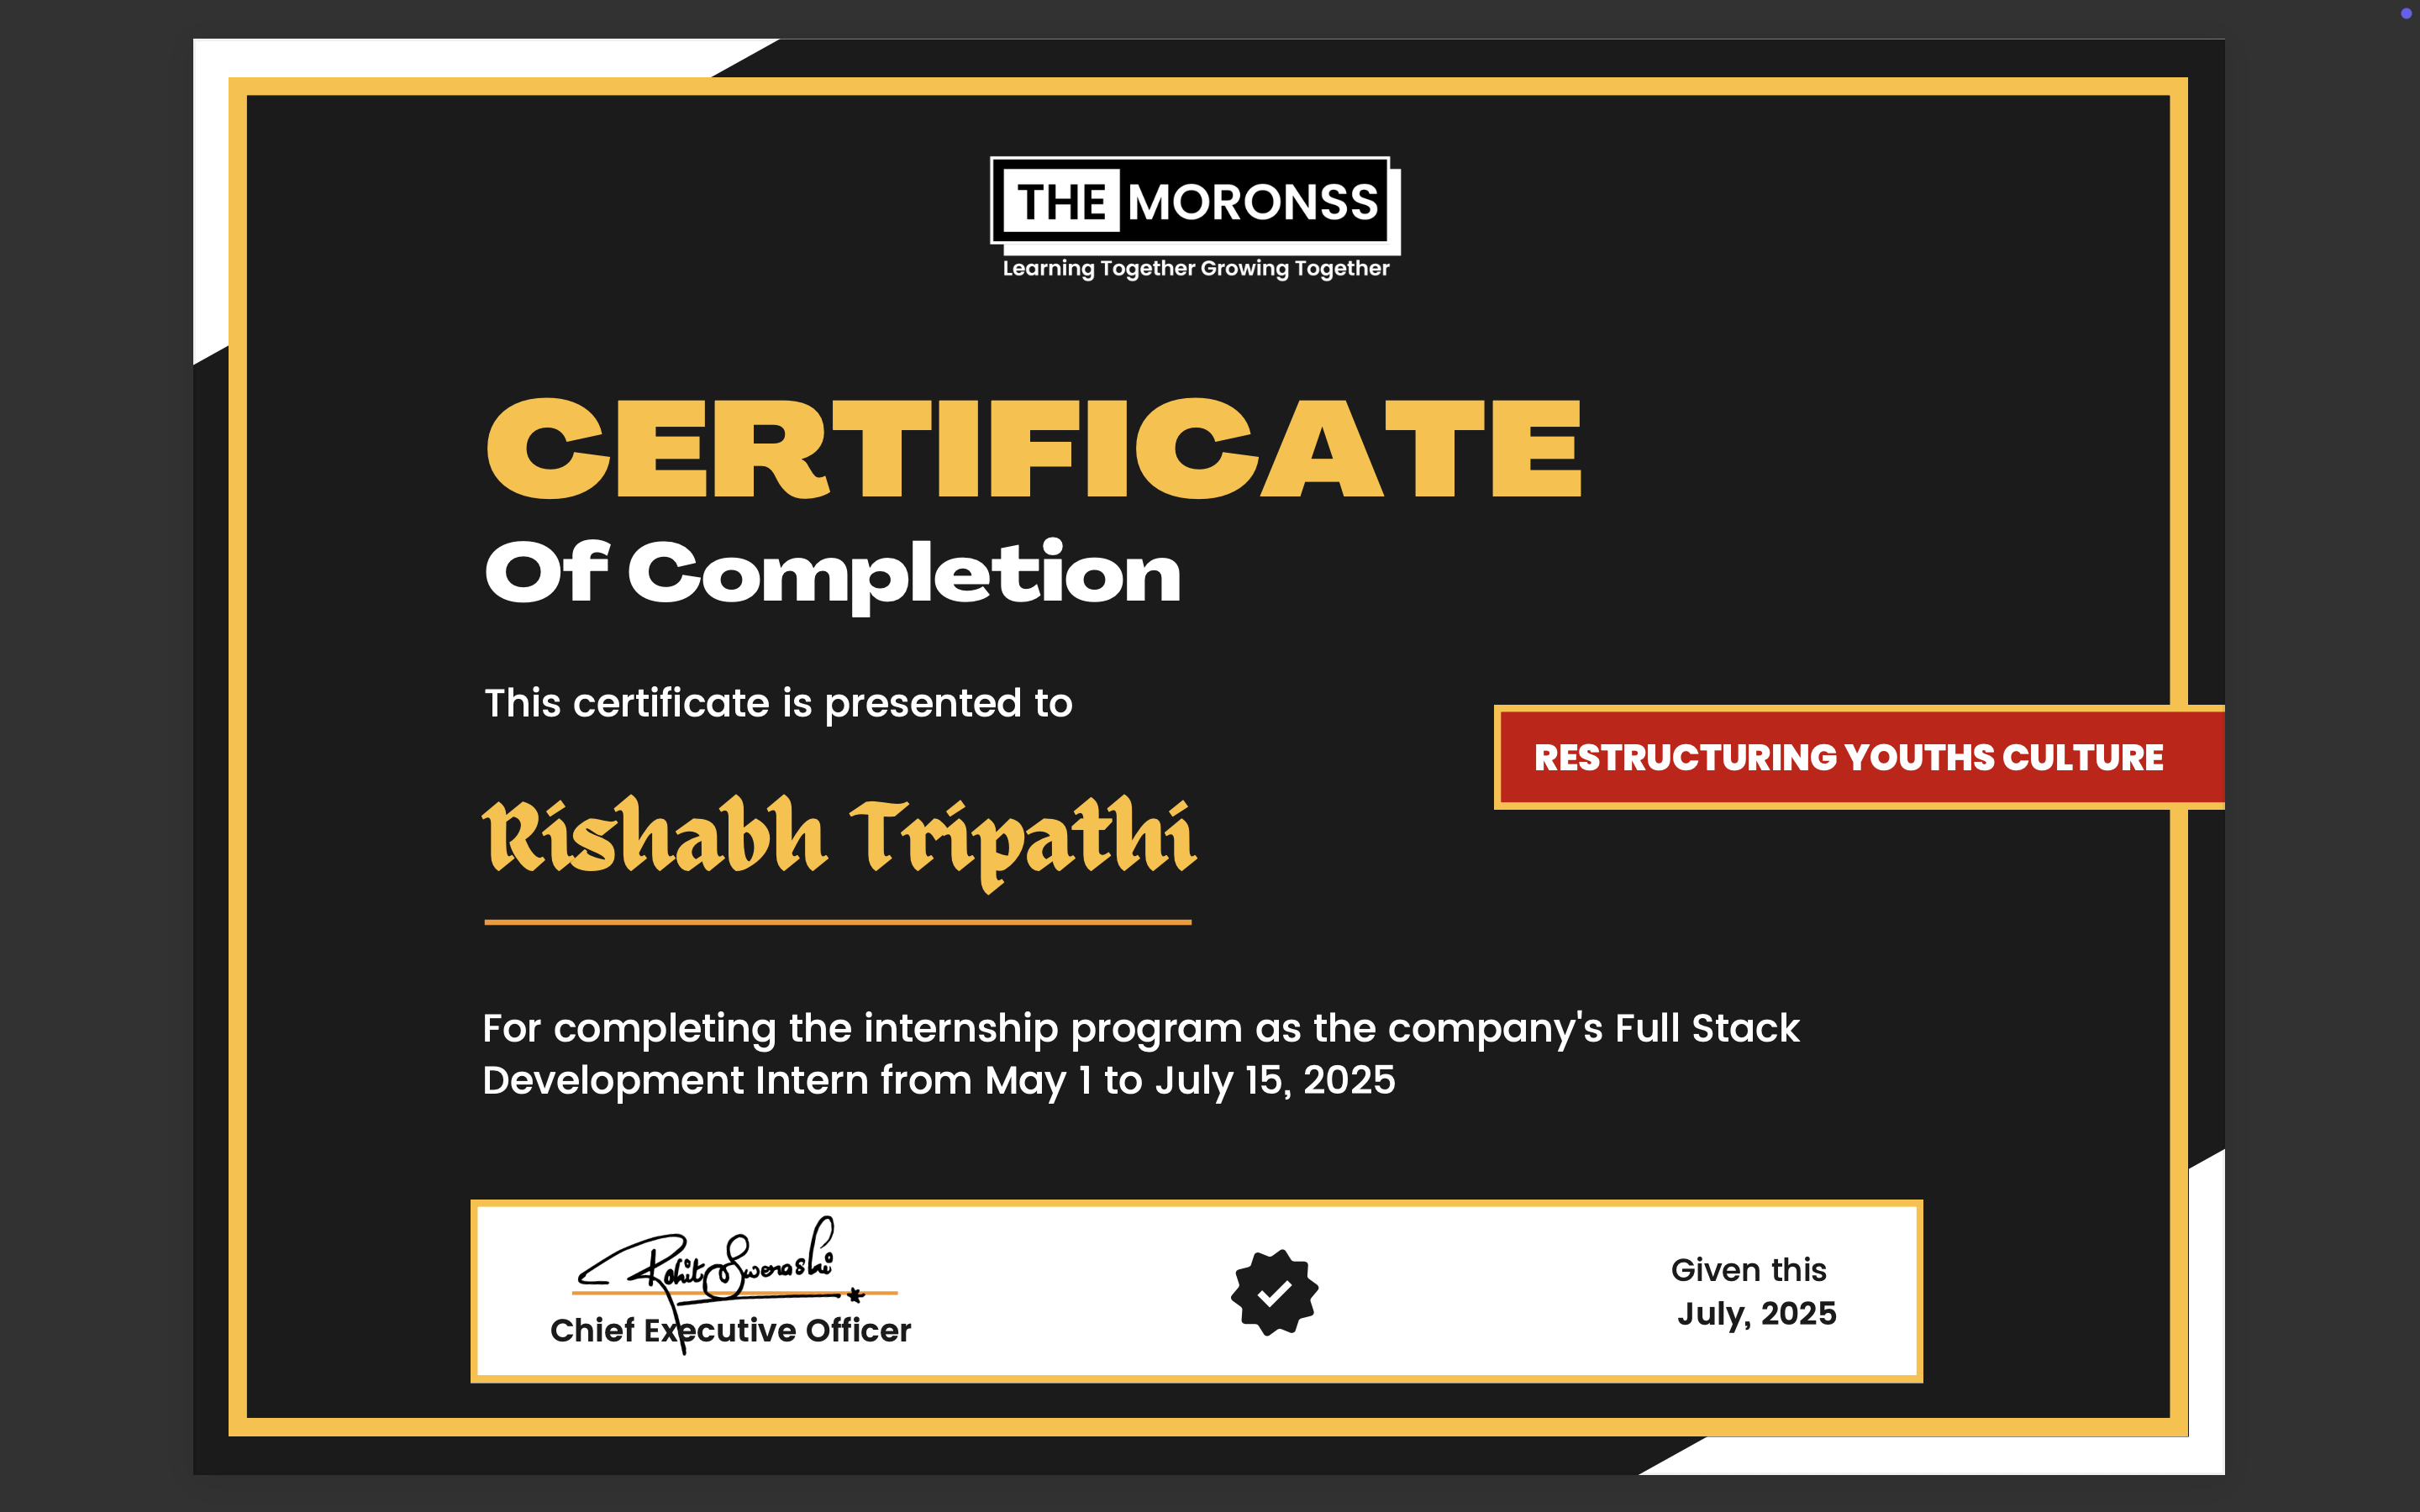 THE MORONSS
Learning Together Growing Together
CERTIFICATE
Of Completion
This certificate is presented to
RESTRUCTURING YOUTHS CULTURE
Rishabh Tripathi
For completing the internship program as the company's Full Stack
Development Intern from May 1 to July 15, 2025
Chief Executive Officer
Given this
July, 2025